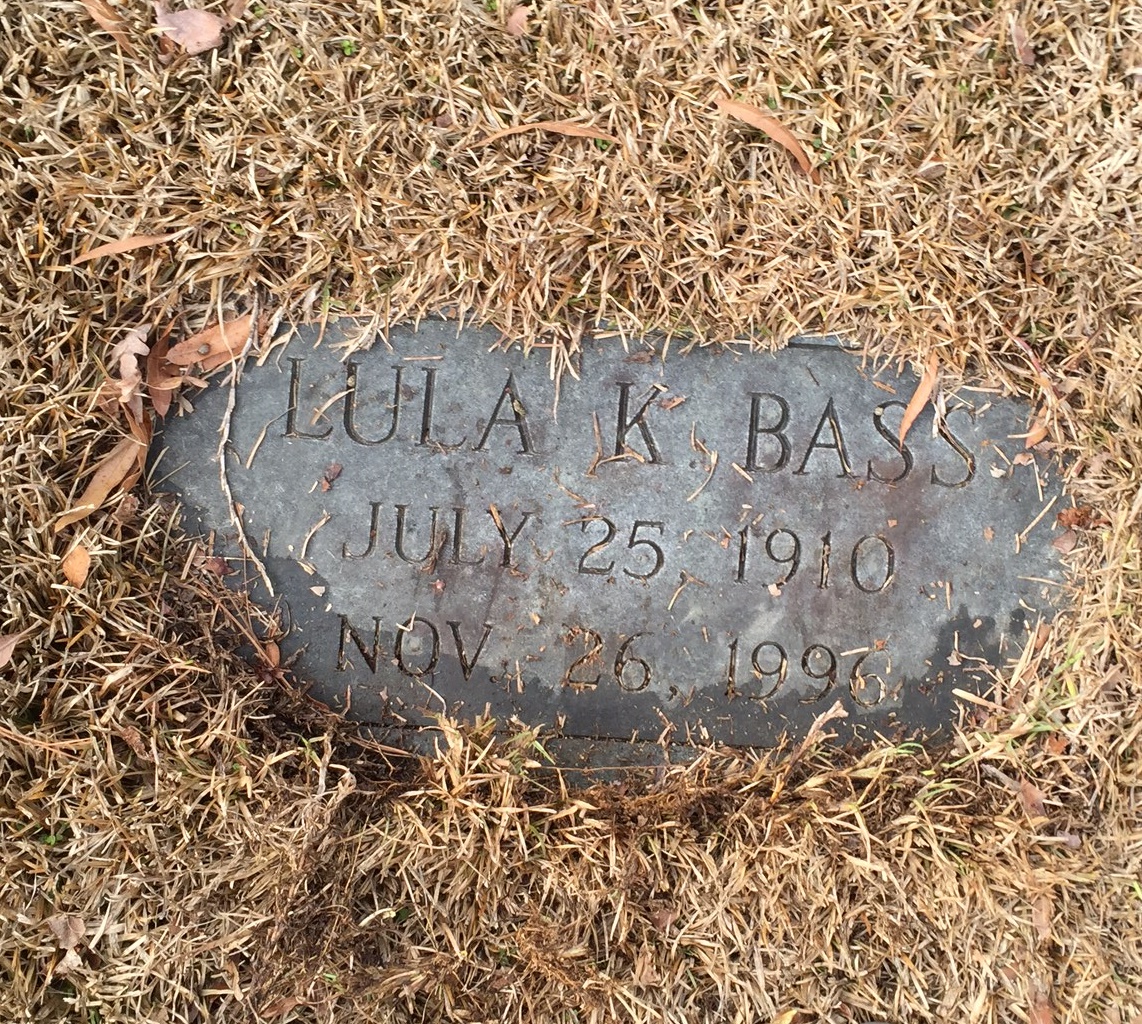 LULA K BASS
JULY 25 1910
NOV. 26, 1996